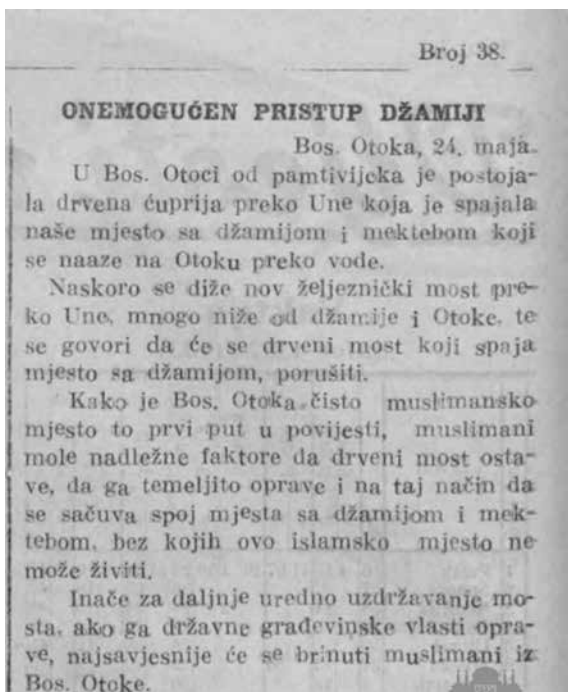 Broj 38.
ONEMOGUĆEN PRISTUP DŽAMIJI
Bos. Otoka, 24. maja.
U Bos. Otoci od pamtivijeka je postoja-
la drvena ćuprija preko Une koja je spajala
naše mjesto sa džamijom i mektebom koji
se naaze na Otoku preko vode.
Naskoro se diže nov željeznički most pre-
ko Une, mnogo niže od džamije i Otoke, te
se govori da će se drveni most koji spaja
mjesto sa džamijom, porušiti.
Kako je Bos. Otoka čisto muslimansko
mjesto to prvi put u povijesti, muslimani
mole nadležne faktore da drveni most osta-
ve, da ga temeljito oprave i na taj način da
se sačuva spoj mjesta sa džamijom i mek-
tebom, bez kojih ovo islamsko mjesto ne
može živiti.
Inače za daljnje uredno uzdržavanje mo-
sta, ako ga državne građevinske vlasti opra-
ve, najsavjesnije će se brinuti muslimani iz
Bos. Otoke.